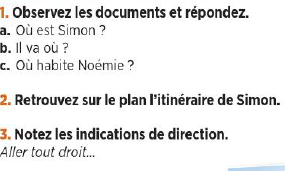 1. Observez les documents et répondez.
a. Où est Simon ?
b. Il va où ?
c. Où habite Noémie ?
2. Retrouvez sur le plan l'itinéraire de Simon.
3. Notez les indications de direction.
Aller tout droit...